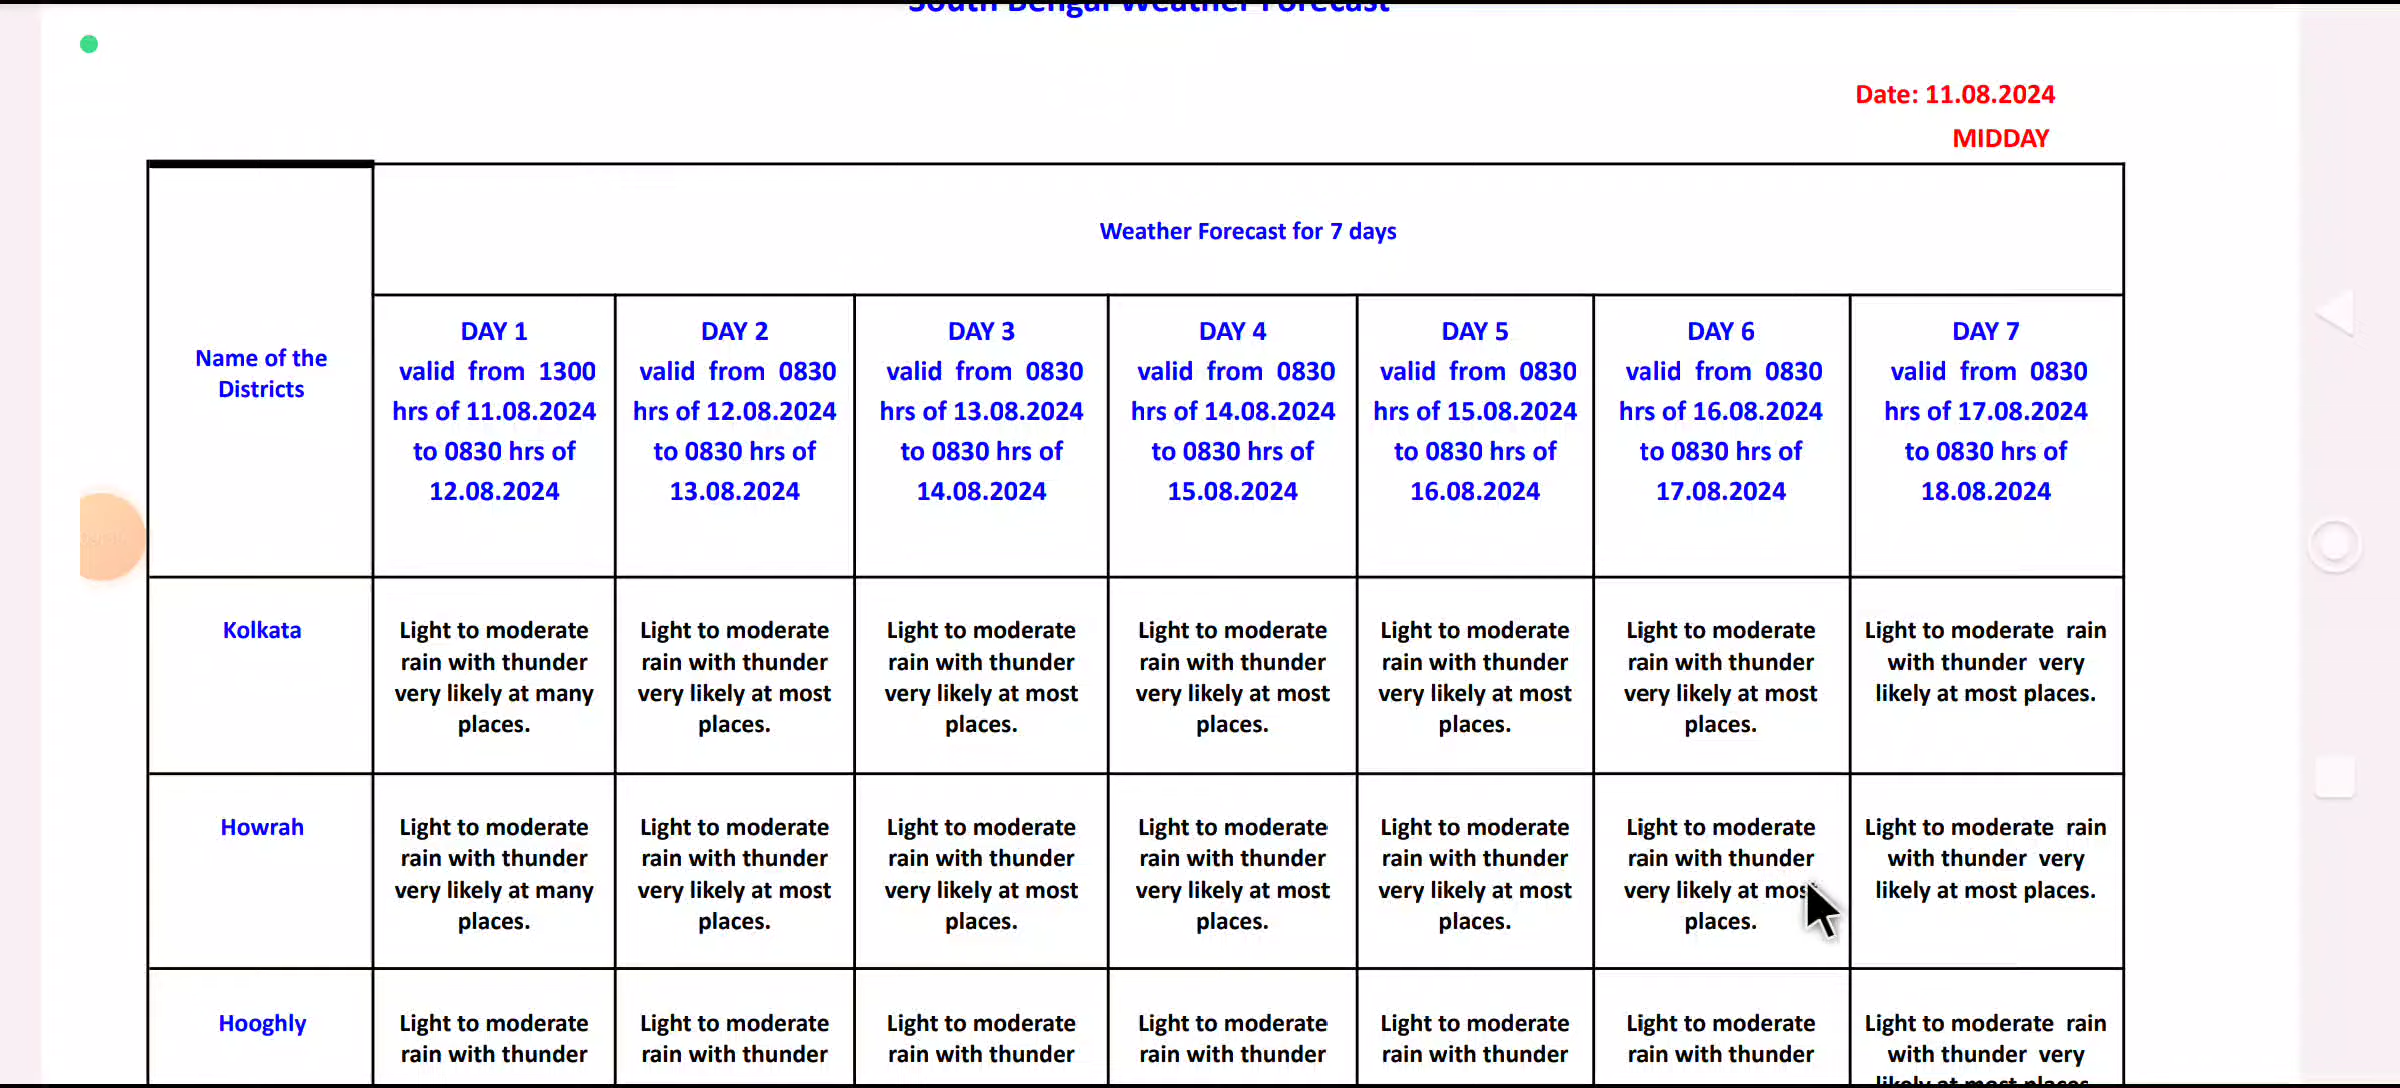 South Bengal Weather Forecast
Date: 11.08.2024
MIDDAY
Weather Forecast for 7 days
Name of the
Districts
DAY 1
valid from 1300
hrs of 11.08.2024
to 0830 hrs of
12.08.2024
DAY 2
valid from 0830
hrs of 12.08.2024
to 0830 hrs of
13.08.2024
DAY 3
valid from 0830
hrs of 13.08.2024
to 0830 hrs of
14.08.2024
DAY 4
valid from 0830
hrs of 14.08.2024
to 0830 hrs of
15.08.2024
DAY 5
valid from 0830
hrs of 15.08.2024
to 0830 hrs of
16.08.2024
DAY 6
valid from 0830
hrs of 16.08.2024
to 0830 hrs of
17.08.2024
DAY 7
valid from 0830
hrs of 17.08.2024
to 0830 hrs of
18.08.2024
Kolkata
Light to moderate
rain with thunder
very likely at many
places.
Light to moderate
rain with thunder
very likely at most
places.
Light to moderate
rain with thunder
very likely at most
places.
Light to moderate
rain with thunder
very likely at most
places.
Light to moderate
rain with thunder
very likely at most
places.
Light to moderate
rain with thunder
very likely at most
places.
Light to moderate rain
with thunder very
likely at most places.
Howrah
Light to moderate
rain with thunder
very likely at many
places.
Light to moderate
rain with thunder
very likely at most
places.
Light to moderate
rain with thunder
very likely at most
places.
Light to moderate
rain with thunder
very likely at most
places.
Light to moderate
rain with thunder
very likely at most
places.
Light to moderate
rain with thunder
very likely at most
places.
Light to moderate rain
with thunder very
likely at most places.
Hooghly
Light to moderate
rain with thunder
Light to moderate
rain with thunder
Light to moderate
rain with thunder
Light to moderate
rain with thunder
Light to moderate
rain with thunder
Light to moderate
rain with thunder
Light to moderate rain
with thunder very
likely at most places